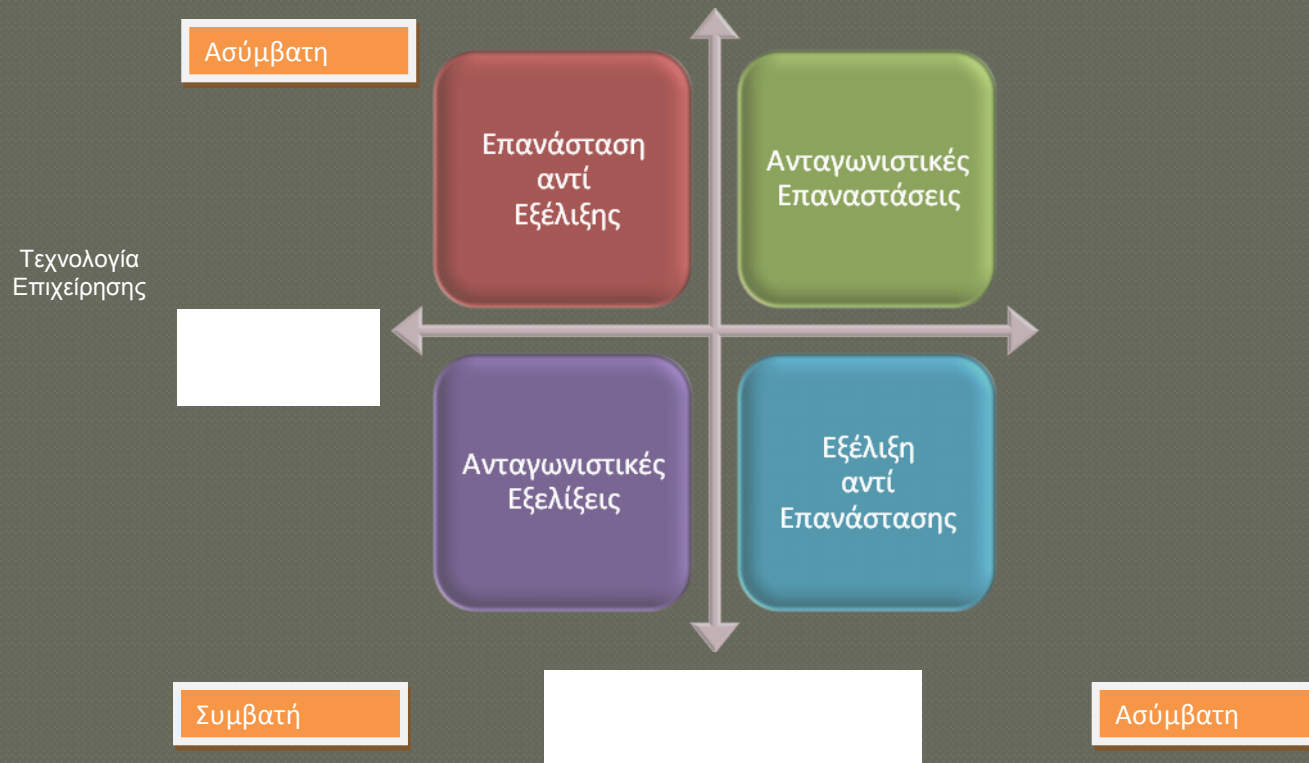 Ασύμβατη
Επανάσταση
αντί
Εξέλιξης
Ανταγωνιστικές
Επαναστάσεις
Τεχνολογία
Επιχείρησης
Ανταγωνιστικές
Εξελίξεις
Εξέλιξη
αντί
Επανάστασης
Συμβατή
Ασύμβατη